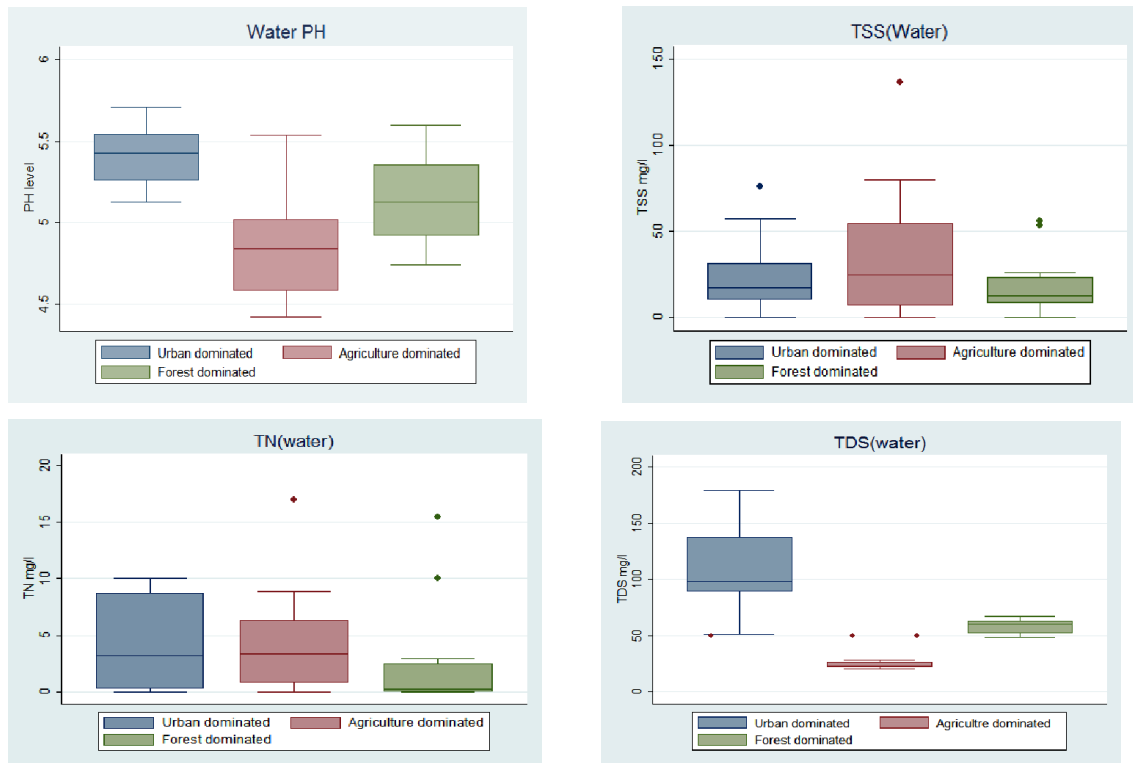 Water PH
6
5.5
5
4.5
PH level
Urban dominated
Agriculture dominated
Forest dominated
TSS(Water)
150
100
50
0
TSS mg/l
Urban dominated
Agriculture dominated
Forest dominated
TN(water)
20
15
10
5
0
TN mg/l
Urban dominated
Agriculture dominated
Forest dominated
TDS(water)
200
150
100
50
0
TDS mg/l
Urban dominated
Agricultre dominated
Forest dominated